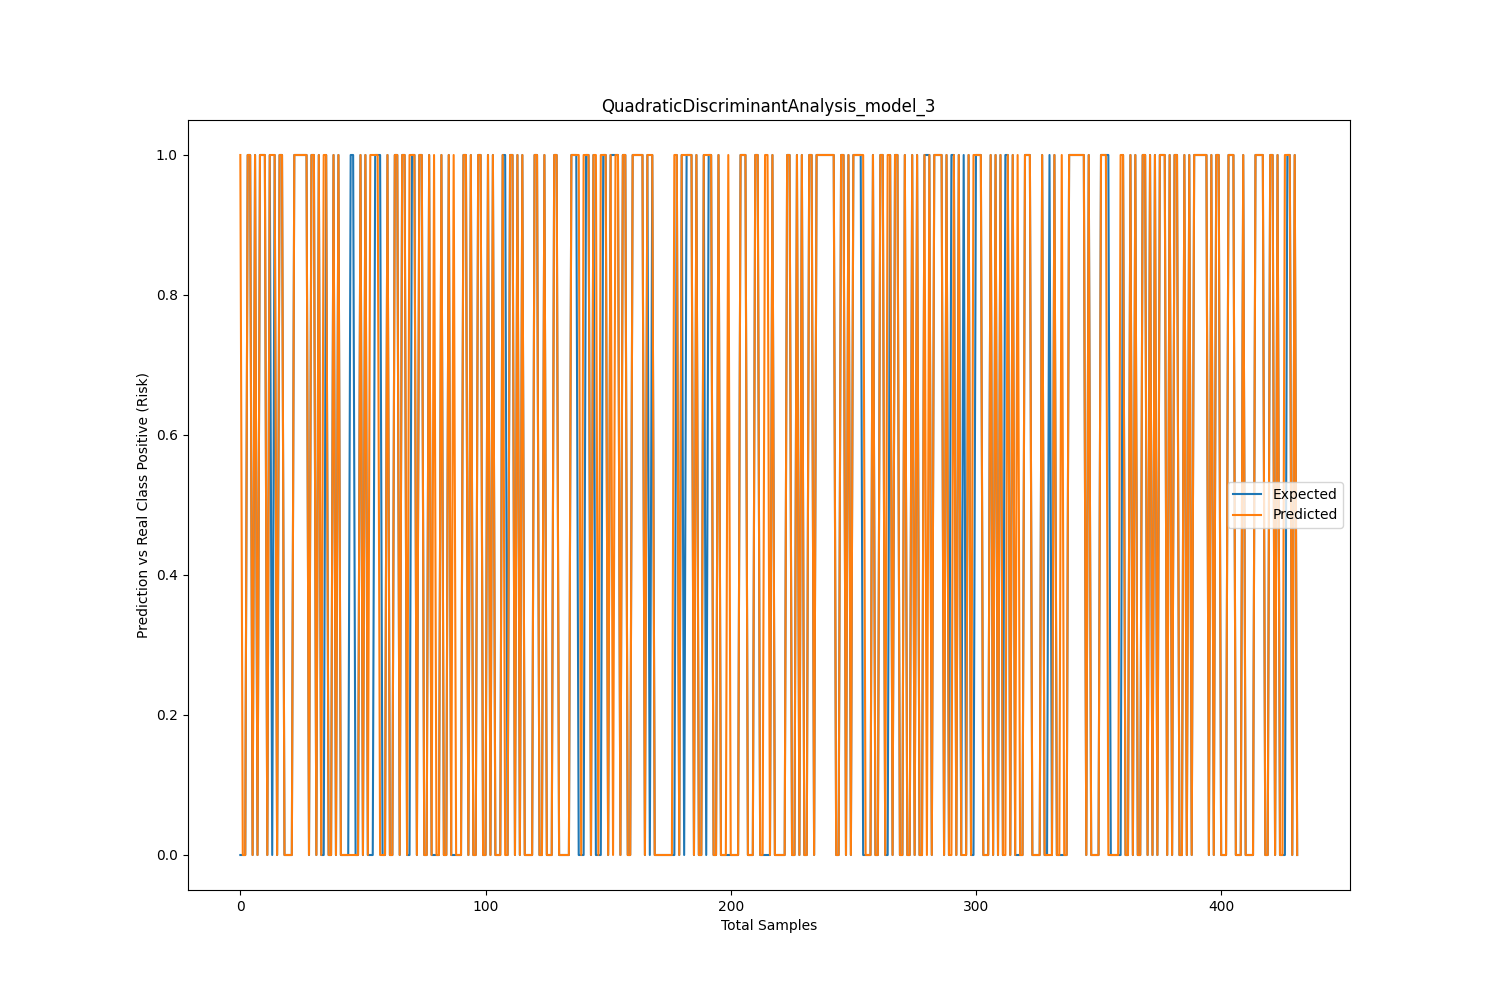 QuadraticDiscriminantAnalysis_model_3
Prediction vs Real Class Positive (Risk)
1.0
0.8
0.6
0.4
0.2
0.0
Expected
Predicted
0 100 200 300 400
Total Samples